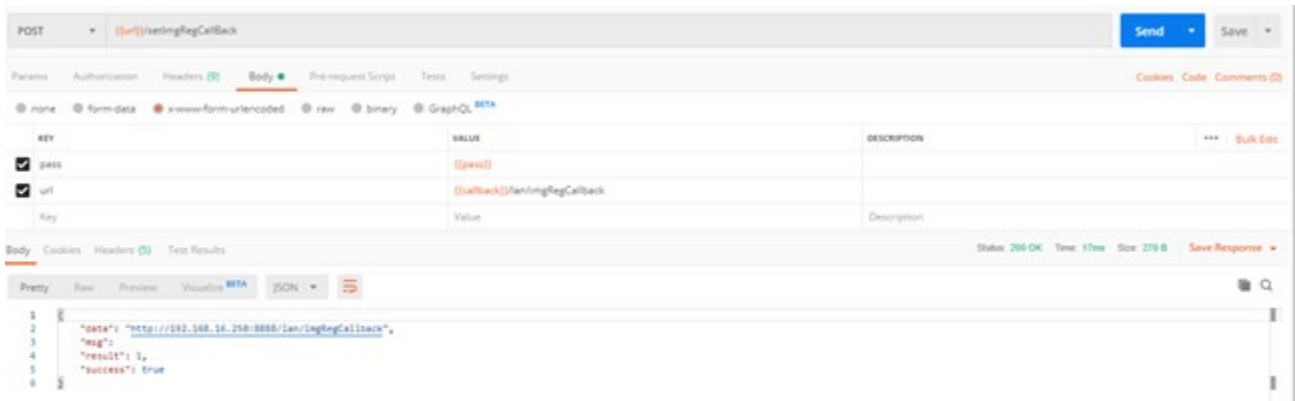 POST {{url}}/setImgRegCallBack Send Save
Params Authorization Headers (9) Body Pre-request Script Tests Settings Cookies Code Comments (0)
none form-data x-www-form-urlencoded raw binary GraphQL BETA
KEY VALUE DESCRIPTION ••• Bulk Edit
pass {{pass}}
url {{callback}}/lan/imgRegCallback
Key Value Description
Body Cookies Headers (5) Test Results Status: 200 OK Time: 17ms Size: 270 B Save Response
Pretty Raw Preview Visualize BETA JSON
1 {
2 "data": "http://192.168.16.250:8888/lan/imgRegCallback",
3 "msg":
4 "result": 1,
5 "success": true
6 }